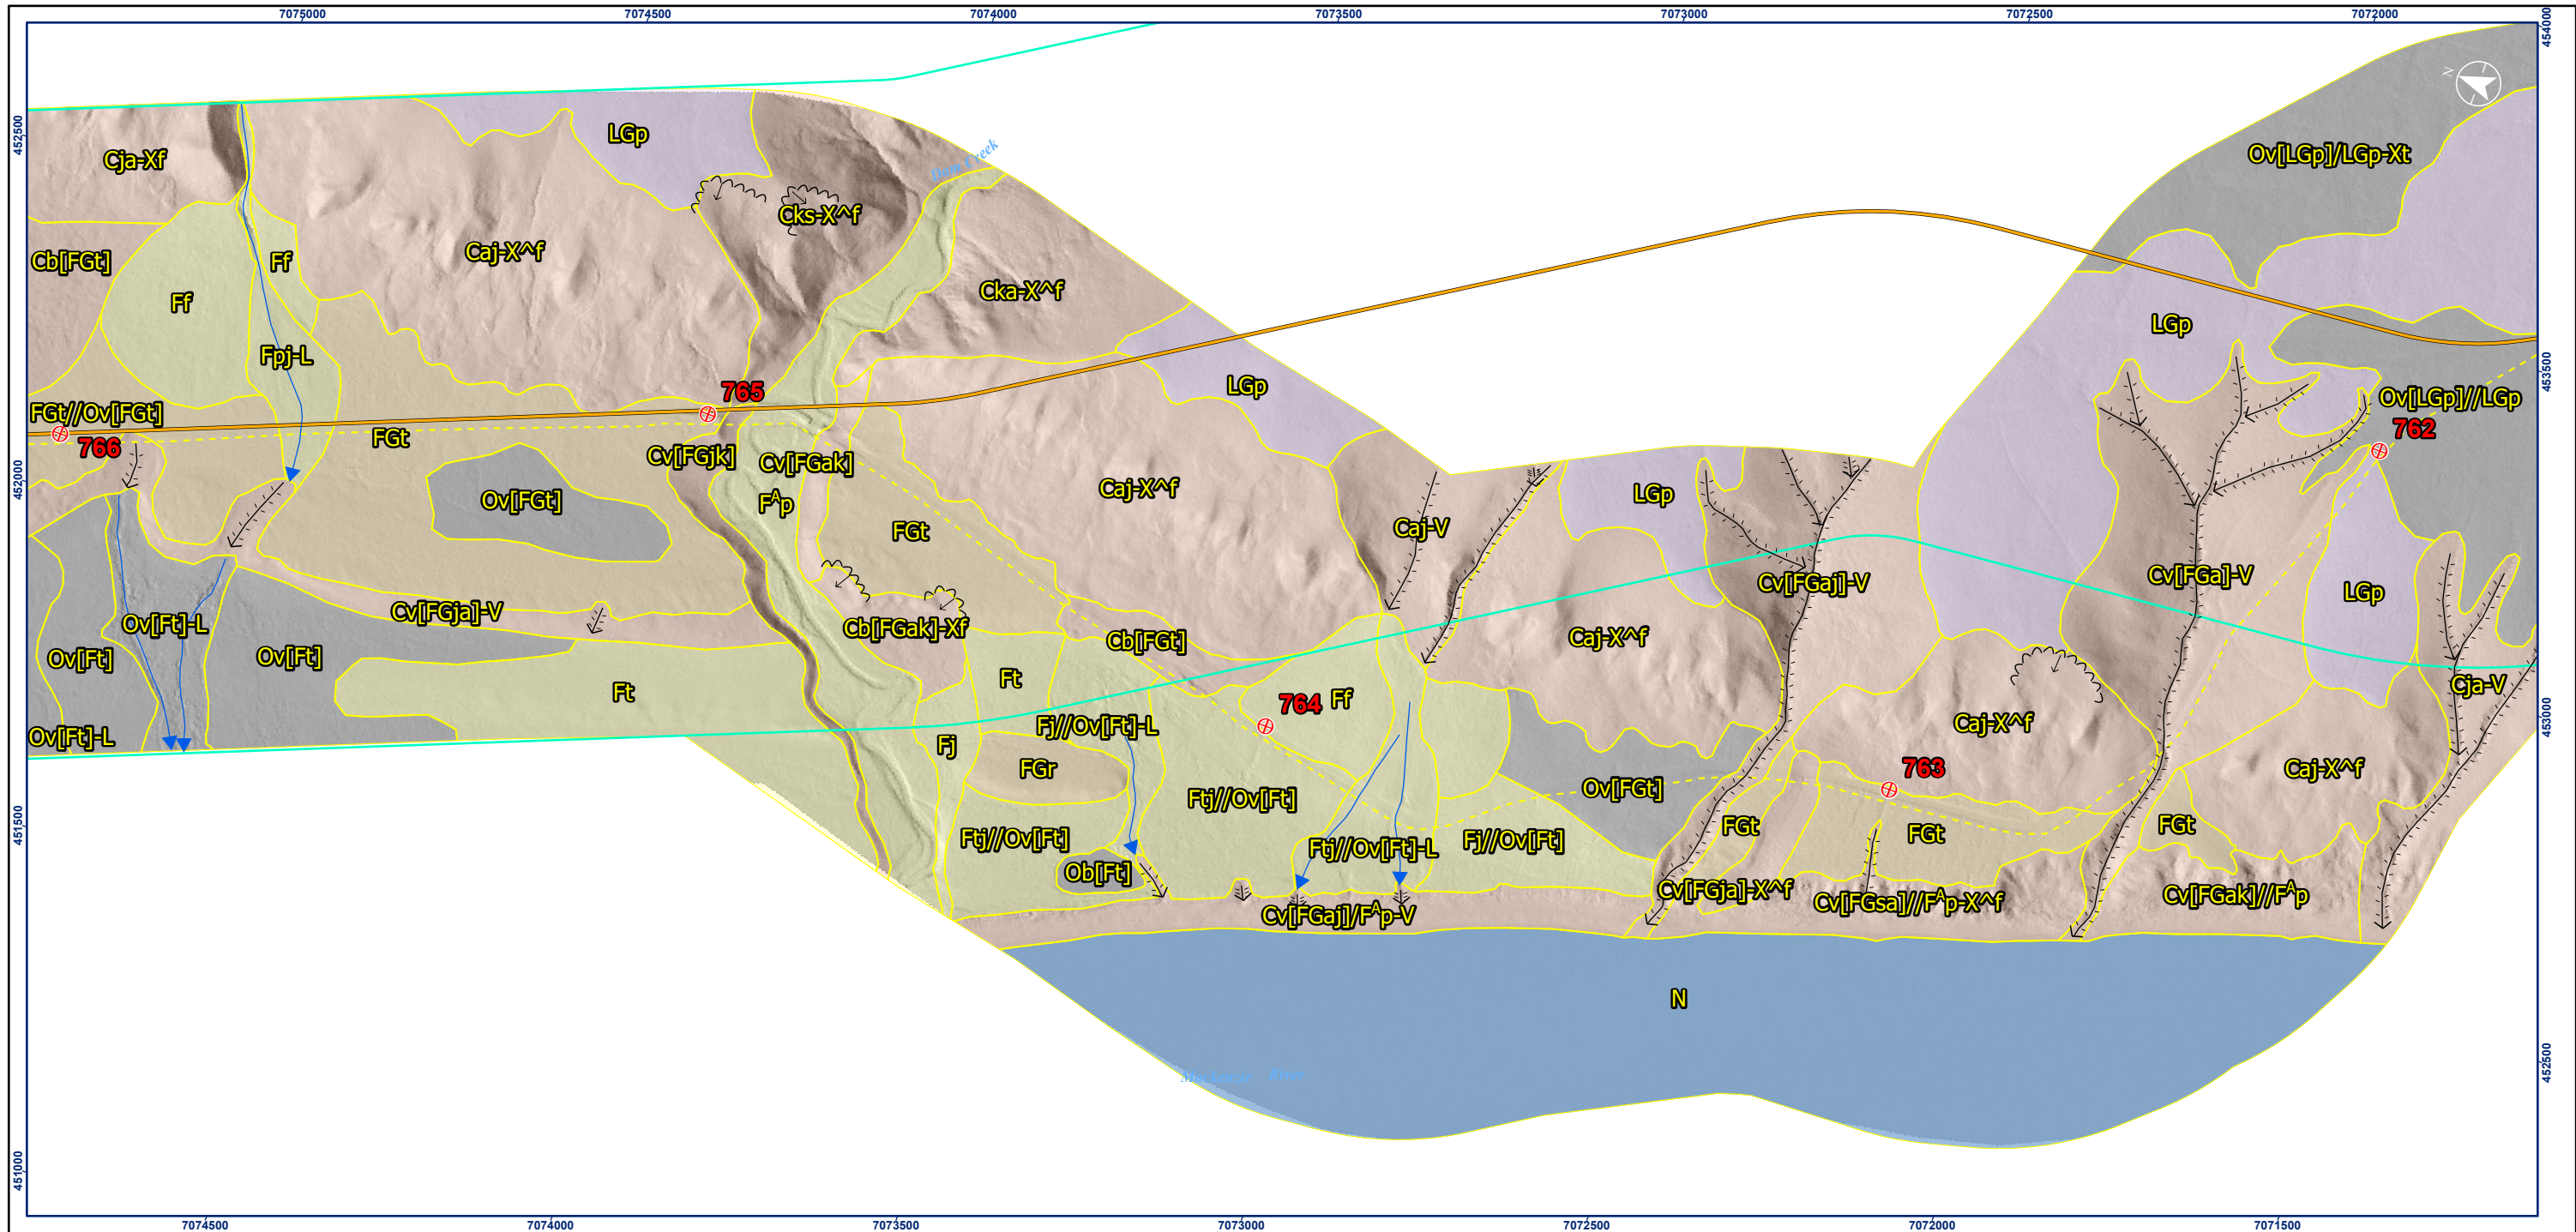 7075000 7074500 7074000 7073500 7073000 7072500 7072000
454000
N
452500
LGp
Cja-Xf
Ov[LGp]/LGp-Xt
Creek
Cks-X^f
Caj-X^f
Cb[FGt]
Ff
Cka-X^f
Ff
LGp
Fpj-L
453500
LGp
765
Ov[LGp]//LGp
FGt//Ov[FGt]
762
766
FGt
Cv[FGjk]
Cv[FGak]
452000
Caj-X^f
LGp
Ov[FGt]
FAp
FGt
Caj-V
Cv[FGa]-V
Cv[FGaj]-V
LGp
Cv[FGja]-V
Ov[Ft]-L
Cb[FGak]-Xf
Cb[FGt]
Caj-X^f
Ov[Ft]
Ov[Ft]
Ft
Cja-V
Ft
764
Ff
453000
Caj-X^f
Fj//Ov[Ft]-L
Ov[Ft]-L
Fj
FGr
763
Caj-X^f
Ov[FGt]
Ftj//Ov[Ft]
451500
FGt
FGt
FGt
Ftj//Ov[Ft]
Fj//Ov[Ft]
Ftj//Ov[Ft]-L
Ob[Ft]
Cv[FGja]-X^f
Cv[FGak]//FAp
Cv[FGsa]//FAp-X^f
Cv[FGaj]/FAp-V
N
452500
Mackenzie River
451000
7074500 7074000 7073500 7073000 7072500 7072000 7071500